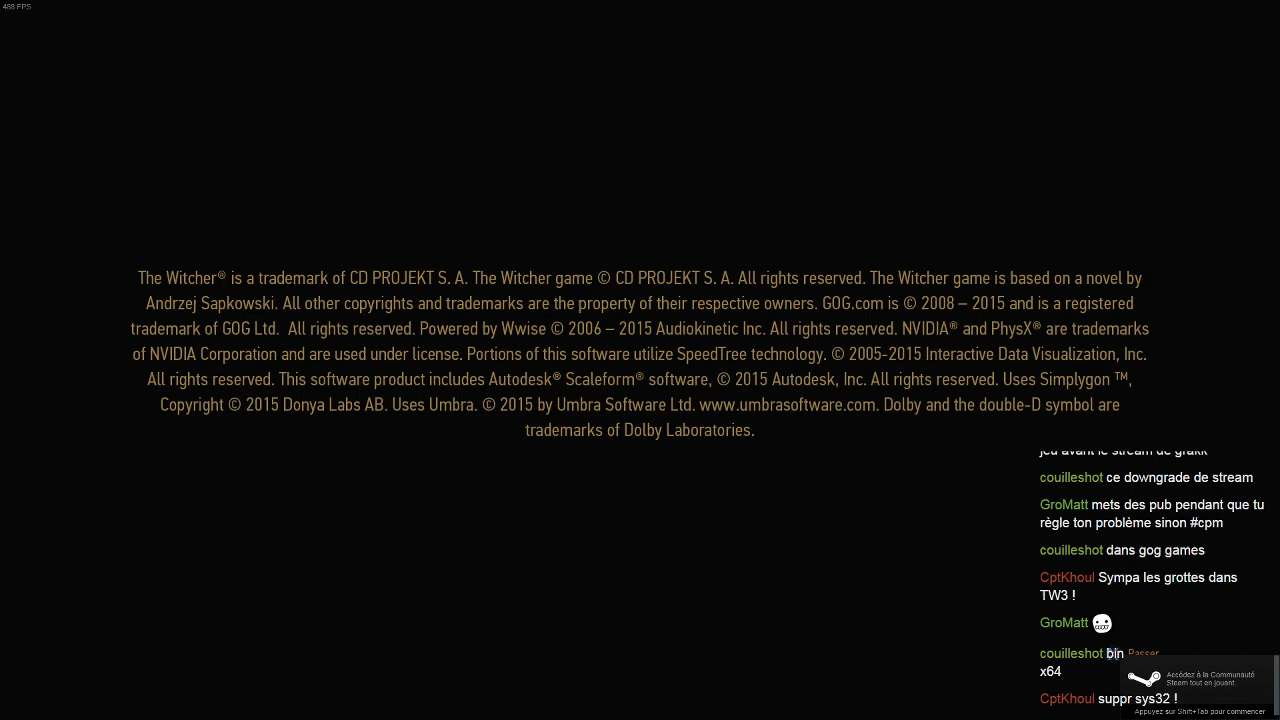 488 FPS
The Witcher® is a trademark of CD PROJEKT S. A. The Witcher game © CD PROJEKT S. A. All rights reserved. The Witcher game is based on a novel by
Andrzej Sapkowski. All other copyrights and trademarks are the property of their respective owners. GOG.com is © 2008 – 2015 and is a registered
trademark of GOG Ltd.  All rights reserved. Powered by Wwise © 2006 – 2015 Audiokinetic Inc. All rights reserved. NVIDIA® and PhysX® are trademarks
of NVIDIA Corporation and are used under license. Portions of this software utilize SpeedTree technology. © 2005-2015 Interactive Data Visualization, Inc.
All rights reserved. This software product includes Autodesk® Scaleform® software, © 2015 Autodesk, Inc. All rights reserved. Uses Simplygon ™,
Copyright © 2015 Donya Labs AB. Uses Umbra. © 2015 by Umbra Software Ltd. www.umbrasoftware.com. Dolby and the double-D symbol are
trademarks of Dolby Laboratories.
jeu avant le stream de grakk
couilleshot ce downgrade de stream
GroMatt mets des pub pendant que tu
règle ton problème sinon #cpm
couilleshot dans gog games
CptKhoul Sympa les grottes dans
TW3 !
GroMatt
couilleshot bin Passer
x64
Accédez à la Communauté
Steam tout en jouant.
CptKhoul suppr sys32 !
Appuyez sur Shift+Tab pour commencer